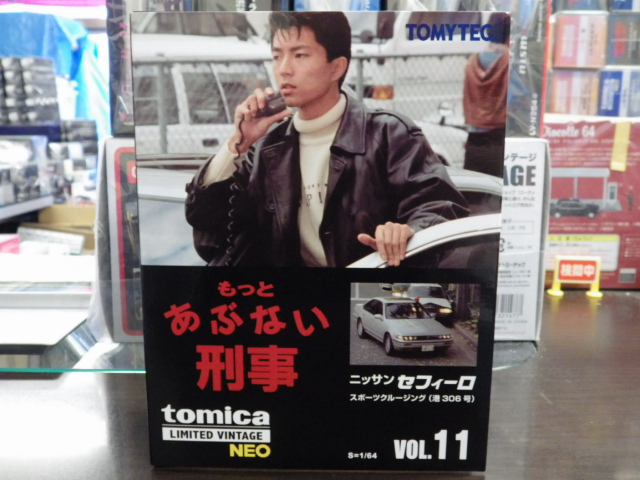 TOMYTEC
もっと
あぶない
刑事
ニッサン セフィーロ
スポーツクルージング (港306号)
tomica
LIMITED VINTAGE
NEO
S=1/64
VOL.11
検問中